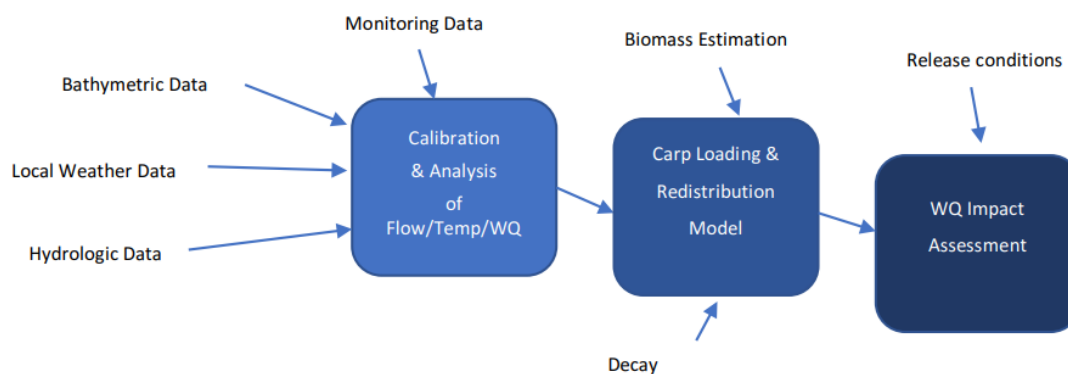 Monitoring Data
Biomass Estimation
Release conditions
Bathymetric Data
Local Weather Data
Hydrologic Data
Calibration
& Analysis
of
Flow/Temp/WQ
Carp Loading &
Redistribution
Model
WQ Impact
Assessment
Decay